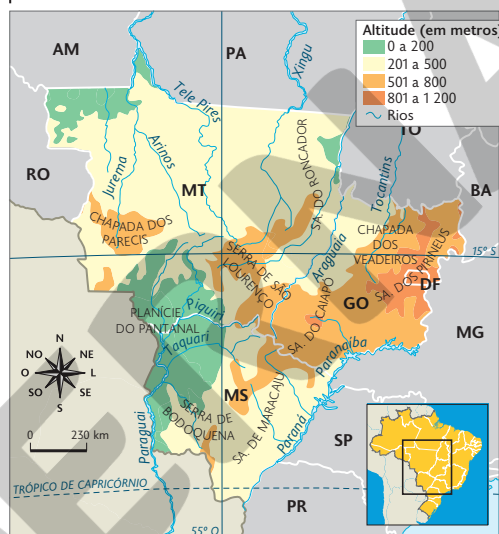 Altitude (em metros)
0 a 200
201 a 500
501 a 800
801 a 1 200
Rios
AM
PA
TO
RO
BA
MT
Xingu
Tele Pires
Arinos
Juruena
SA. DO RONCADOR
Tocantins
Araguaia
CHAPADA DOS
PARECIS
CHAPADA
DOS
VEADEIROS
SERRA DE SÃO
LOURENÇO
SA. DOS PIRINEUS
15° S
DF
GO
SA. DO CAIAPÓ
PLANÍCIE
DO PANTANAL
Piquiri
Taquari
Paranaíba
MG
MS
SERRA DE
BODOQUENA
SA. DE MARACAJU
Paraná
Paraguai
SP
PR
N
NO
NE
O
L
SO
SE
S
0
230 km
TRÓPICO DE CAPRICÓRNIO
55° O